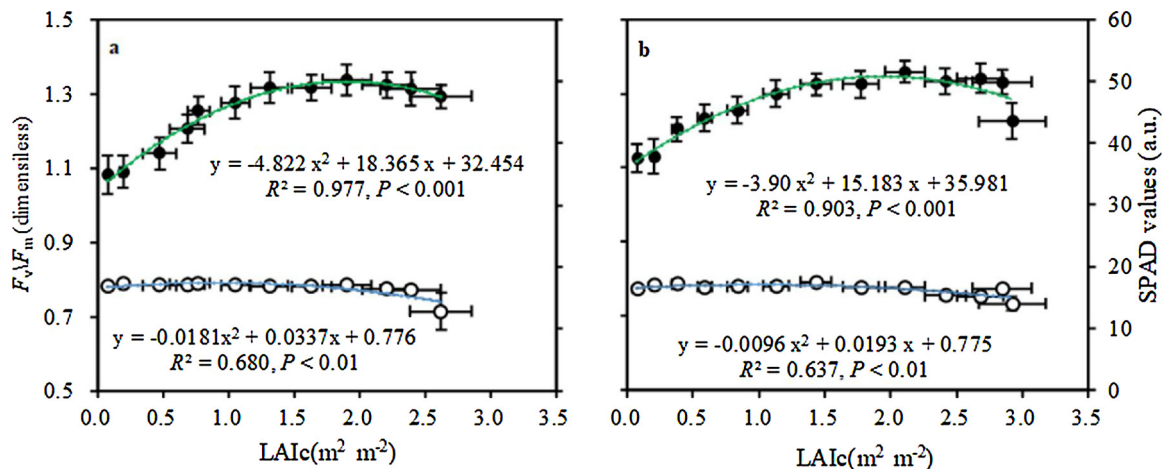 1.5
1.3
1.1
0.9
0.7
0.5
Fv\Fm (dimensiless)
a
y = -4.822 x² + 18.365 x + 32.454
R² = 0.977, P < 0.001
y = -0.0181x² + 0.0337x + 0.776
R² = 0.680, P < 0.01
0.0 0.5 1.0 1.5 2.0 2.5 3.0 3.5
LAIc(m² m⁻²)
b
y = -3.90 x² + 15.183 x + 35.981
R² = 0.903, P < 0.001
y = -0.0096 x² + 0.0193 x + 0.775
R² = 0.637, P < 0.01
0.0 0.5 1.0 1.5 2.0 2.5 3.0 3.5
LAIc(m² m⁻²)
60
50
40
30
20
10
0
SPAD values (a.u.)